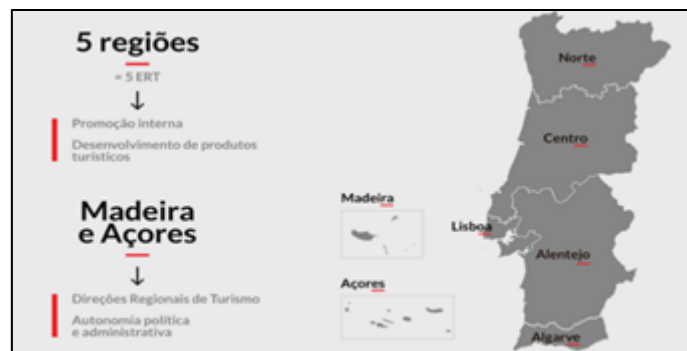 5 regiões
= 5 ERT
Promoção interna
Desenvolvimento de produtos
turísticos
Madeira
e Açores
Direções Regionais de Turismo
Autonomia política
e administrativa
Madeira
Açores
Norte
Centro
Lisboa
Alentejo
Algarve